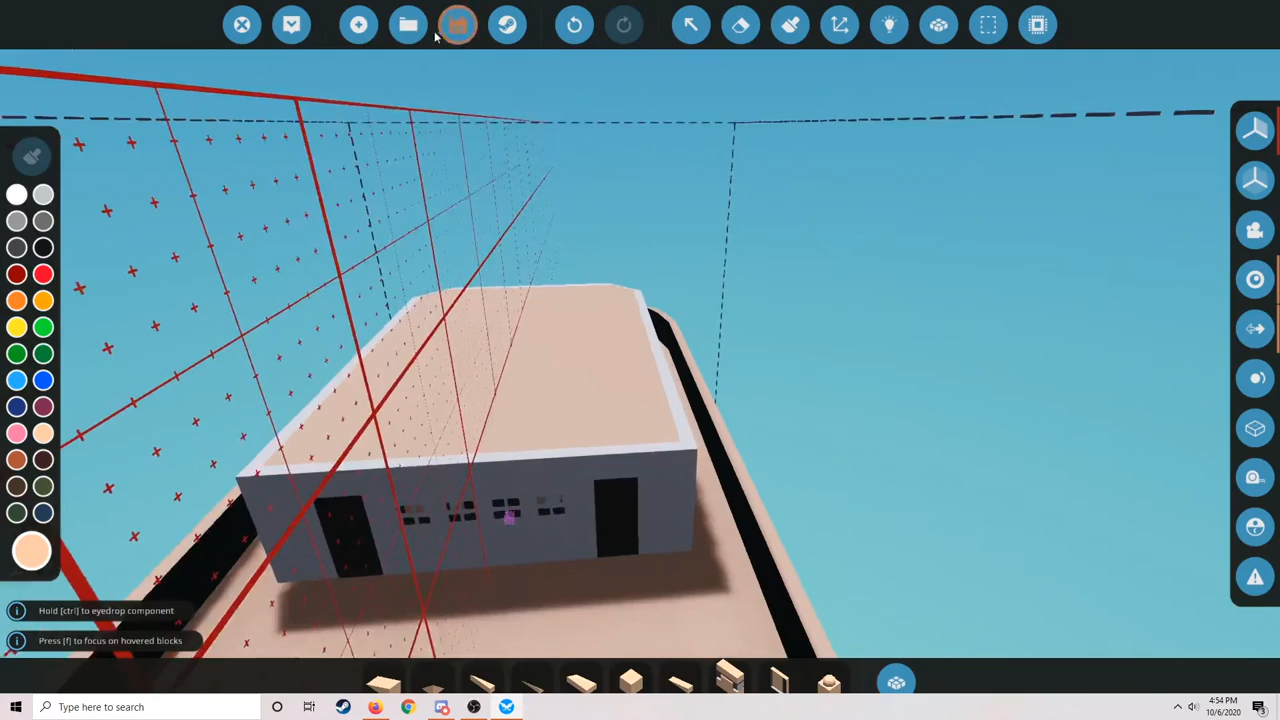 Hold [ctrl] to eyedrop component
Press [f] to focus on hovered blocks
Type here to search
4:54 PM
10/6/2020
3